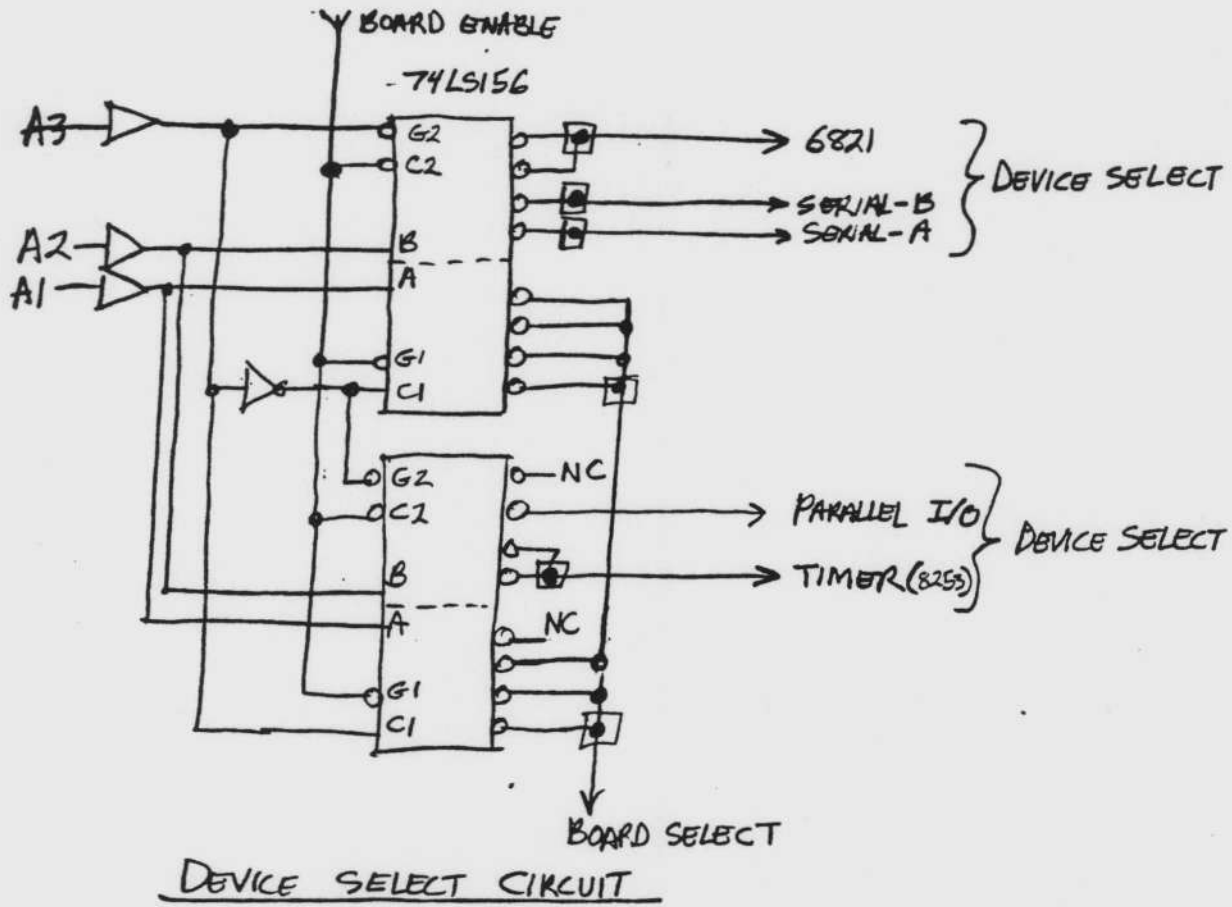 BOARD ENABLE
74LS156
A3
G2
6821
C2
DEVICE SELECT
SERIAL-B
A2
B
SERIAL-A
A
A1
G1
C1
G2
NC
C2
PARALLEL I/O
DEVICE SELECT
B
TIMER (8253)
A
NC
G1
C1
BOARD SELECT
DEVICE SELECT CIRCUIT